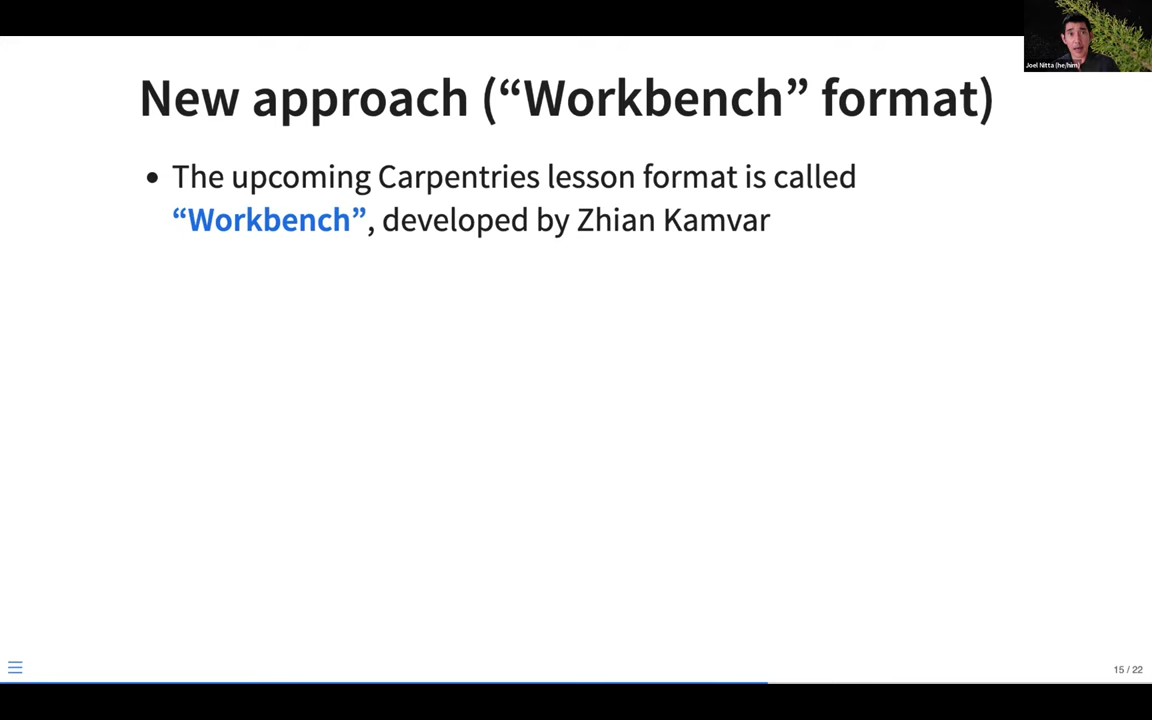 Joel Nitta (he/him)
New approach (“Workbench” format)
• The upcoming Carpentries lesson format is called
“Workbench”, developed by Zhian Kamvar
15 / 22